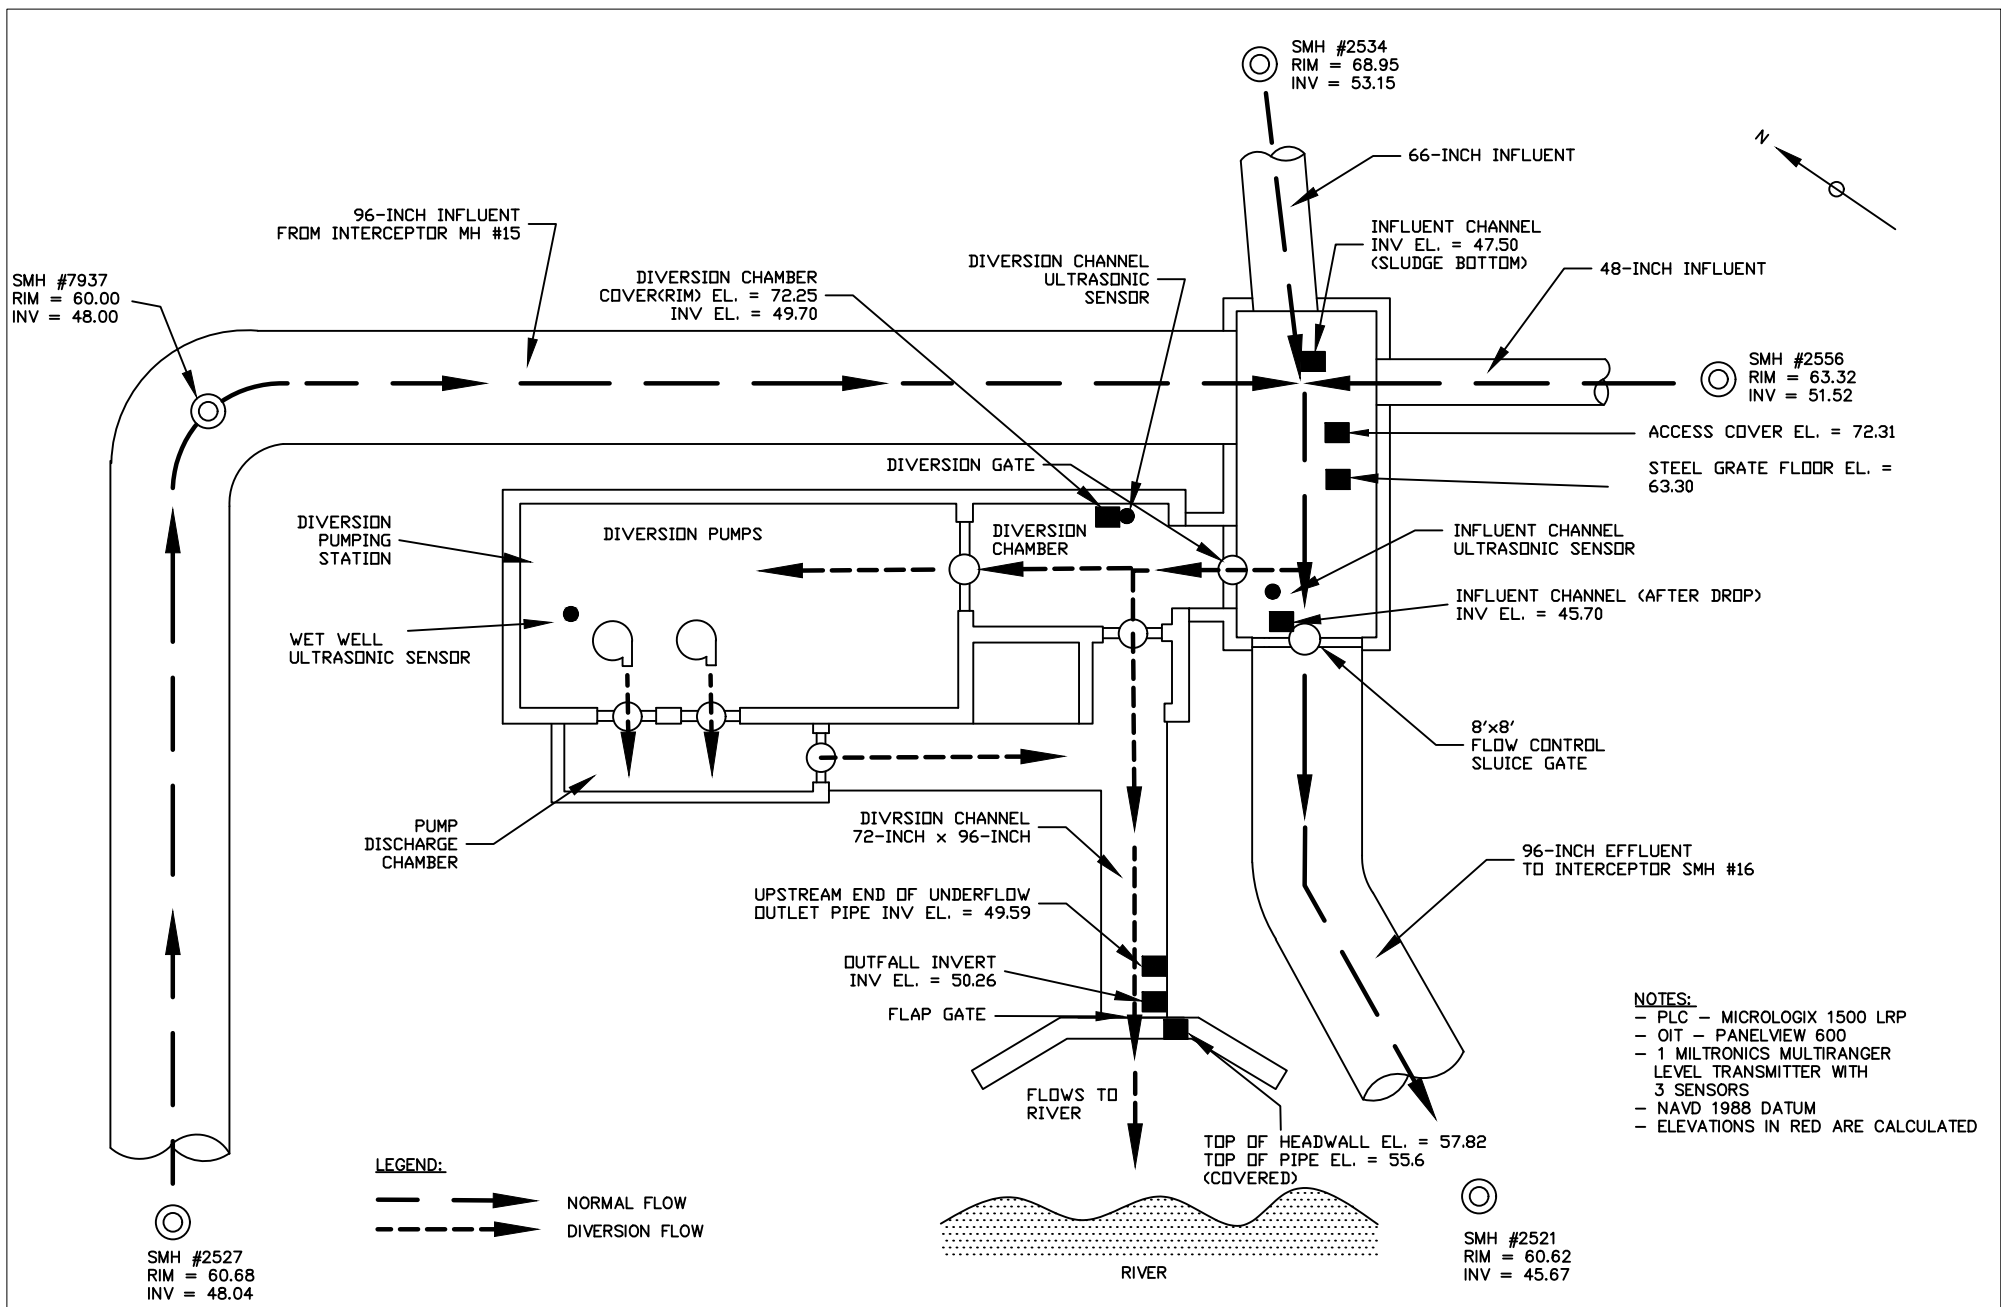 SMH #2534
RIM = 68.95
INV = 53.15
N
66-INCH INFLUENT
96-INCH INFLUENT
FROM INTERCEPTOR MH #15
INFLUENT CHANNEL
INV EL. = 47.50
(SLUDGE BOTTOM)
48-INCH INFLUENT
SMH #7937
RIM = 60.00
INV = 48.00
DIVERSION CHAMBER
COVER(RIM) EL. = 72.25
INV EL. = 49.70
DIVERSION CHANNEL
ULTRASONIC
SENSOR
SMH #2556
RIM = 63.32
INV = 51.52
ACCESS COVER EL. = 72.31
DIVERSION GATE
STEEL GRATE FLOOR EL. =
63.30
DIVERSION
PUMPING
STATION
DIVERSION PUMPS
DIVERSION
CHAMBER
INFLUENT CHANNEL
ULTRASONIC SENSOR
INFLUENT CHANNEL (AFTER DROP)
INV EL. = 45.70
WET WELL
ULTRASONIC SENSOR
8'x8'
FLOW CONTROL
SLUICE GATE
PUMP
DISCHARGE
CHAMBER
DIVRSION CHANNEL
72-INCH x 96-INCH
96-INCH EFFLUENT
TO INTERCEPTOR SMH #16
UPSTREAM END OF UNDERFLOW
OUTLET PIPE INV EL. = 49.59
OUTFALL INVERT
INV EL. = 50.26
FLAP GATE
NOTES:
- PLC - MICROLOGIX 1500 LRP
- OIT - PANELVIEW 600
- 1 MILTRONICS MULTIRANGER
LEVEL TRANSMITTER WITH
3 SENSORS
- NAVD 1988 DATUM
- ELEVATIONS IN RED ARE CALCULATED
FLOWS TO
RIVER
TOP OF HEADWALL EL. = 57.82
TOP OF PIPE EL. = 55.6
(COVERED)
LEGEND:
NORMAL FLOW
DIVERSION FLOW
SMH #2527
RIM = 60.68
INV = 48.04
RIVER
SMH #2521
RIM = 60.62
INV = 45.67